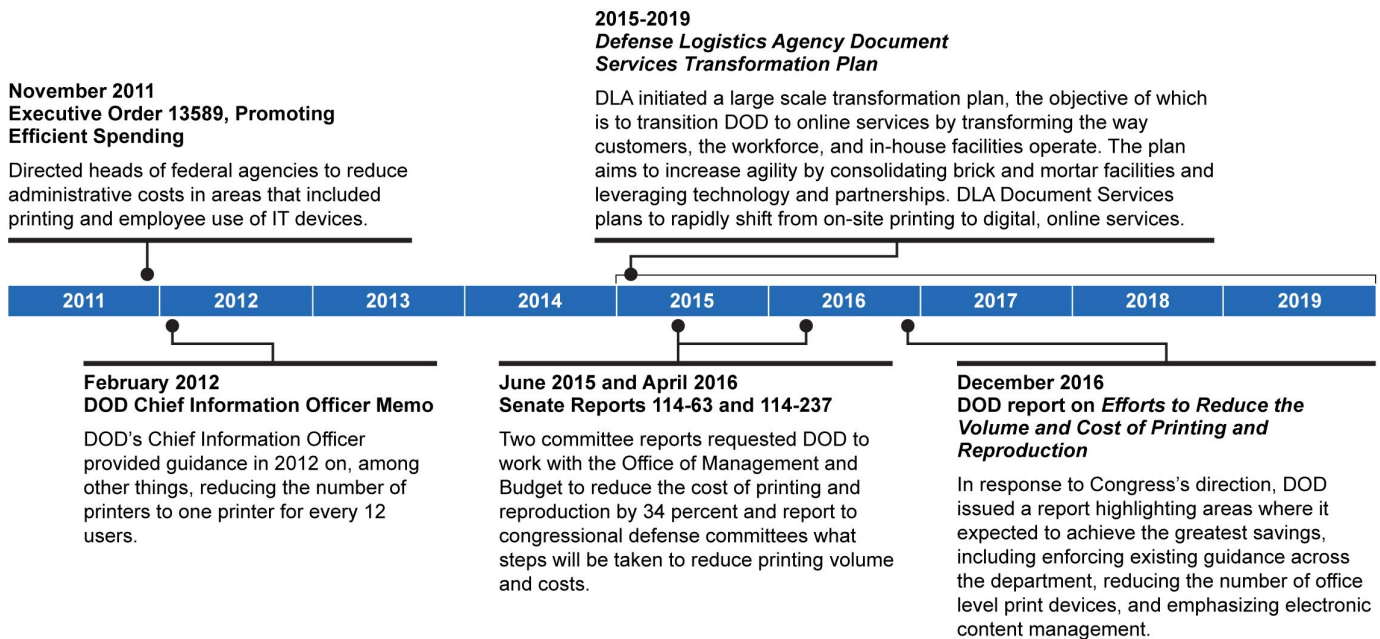 November 2011
Executive Order 13589, Promoting
Efficient Spending
Directed heads of federal agencies to reduce
administrative costs in areas that included
printing and employee use of IT devices.
2015-2019
Defense Logistics Agency Document
Services Transformation Plan
DLA initiated a large scale transformation plan, the objective of which
is to transition DOD to online services by transforming the way
customers, the workforce, and in-house facilities operate. The plan
aims to increase agility by consolidating brick and mortar facilities and
leveraging technology and partnerships. DLA Document Services
plans to rapidly shift from on-site printing to digital, online services.
2011 2012 2013 2014 2015 2016 2017 2018 2019
February 2012
DOD Chief Information Officer Memo
DOD’s Chief Information Officer
provided guidance in 2012 on, among
other things, reducing the number of
printers to one printer for every 12
users.
June 2015 and April 2016
Senate Reports 114-63 and 114-237
Two committee reports requested DOD to
work with the Office of Management and
Budget to reduce the cost of printing and
reproduction by 34 percent and report to
congressional defense committees what
steps will be taken to reduce printing volume
and costs.
December 2016
DOD report on Efforts to Reduce the
Volume and Cost of Printing and
Reproduction
In response to Congress’s direction, DOD
issued a report highlighting areas where it
expected to achieve the greatest savings,
including enforcing existing guidance across
the department, reducing the number of office
level print devices, and emphasizing electronic
content management.